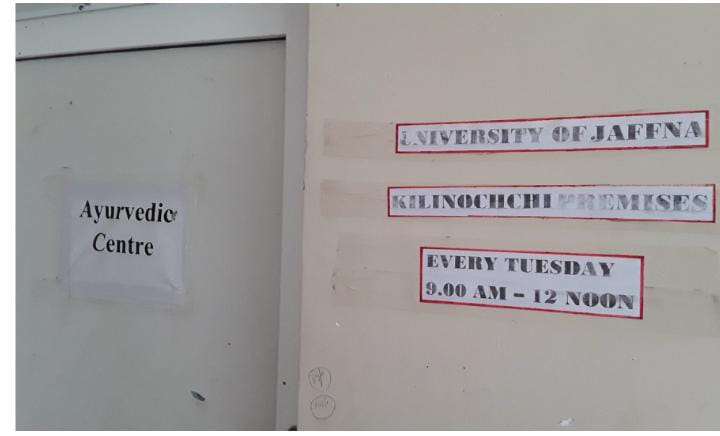 Ayurvedic
Centre
UNIVERSITY OF JAFFNA
KILINOCHCHI PREMISES
EVERY TUESDAY
9.00 AM – 12 NOON